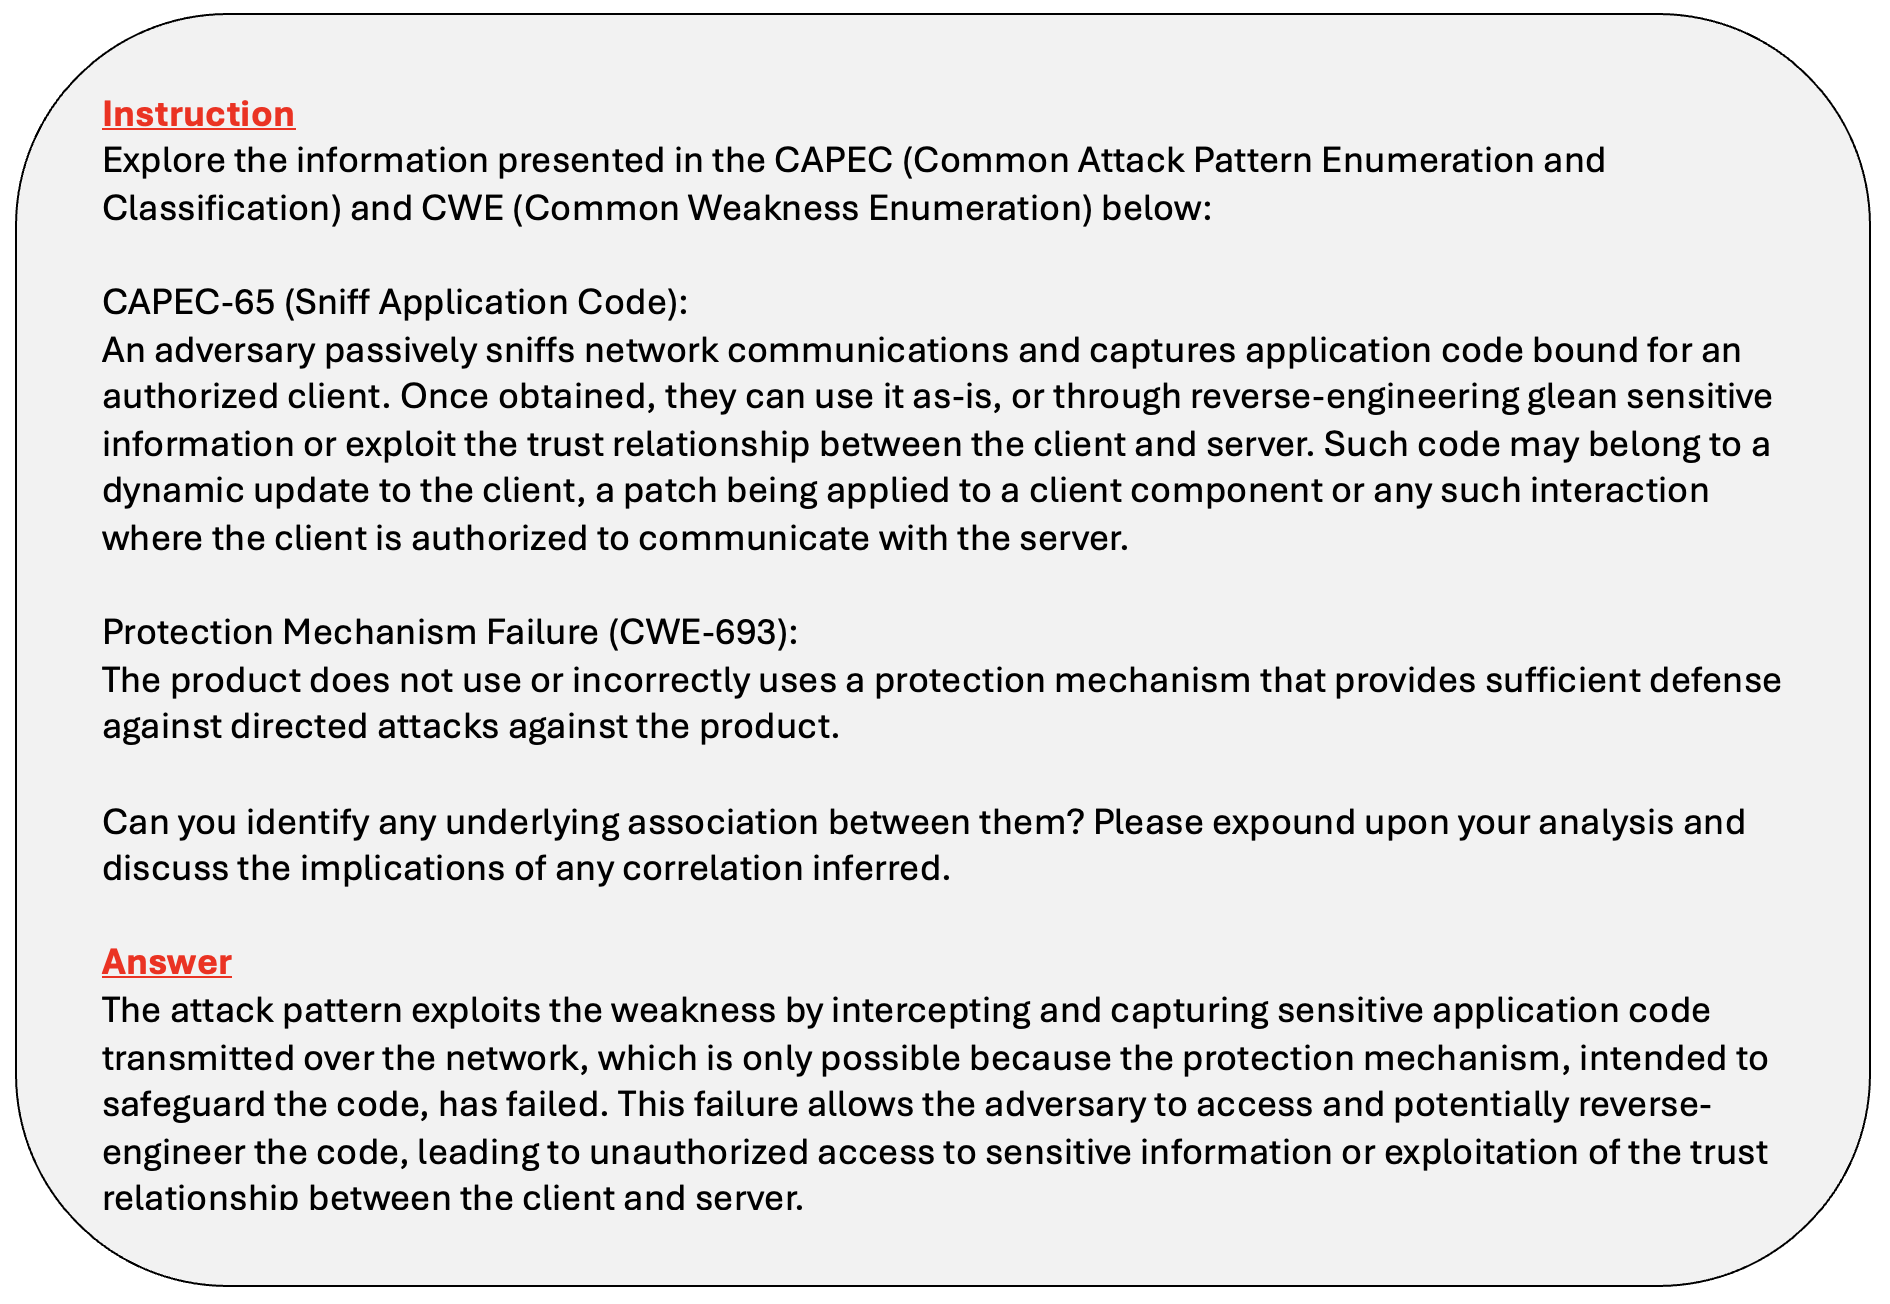 Instruction
Explore the information presented in the CAPEC (Common Attack Pattern Enumeration and
Classification) and CWE (Common Weakness Enumeration) below:
CAPEC-65 (Sniff Application Code):
An adversary passively sniffs network communications and captures application code bound for an
authorized client. Once obtained, they can use it as-is, or through reverse-engineering glean sensitive
information or exploit the trust relationship between the client and server. Such code may belong to a
dynamic update to the client, a patch being applied to a client component or any such interaction
where the client is authorized to communicate with the server.
Protection Mechanism Failure (CWE-693):
The product does not use or incorrectly uses a protection mechanism that provides sufficient defense
against directed attacks against the product.
Can you identify any underlying association between them? Please expound upon your analysis and
discuss the implications of any correlation inferred.
Answer
The attack pattern exploits the weakness by intercepting and capturing sensitive application code
transmitted over the network, which is only possible because the protection mechanism, intended to
safeguard the code, has failed. This failure allows the adversary to access and potentially reverse-
engineer the code, leading to unauthorized access to sensitive information or exploitation of the trust
relationship between the client and server.